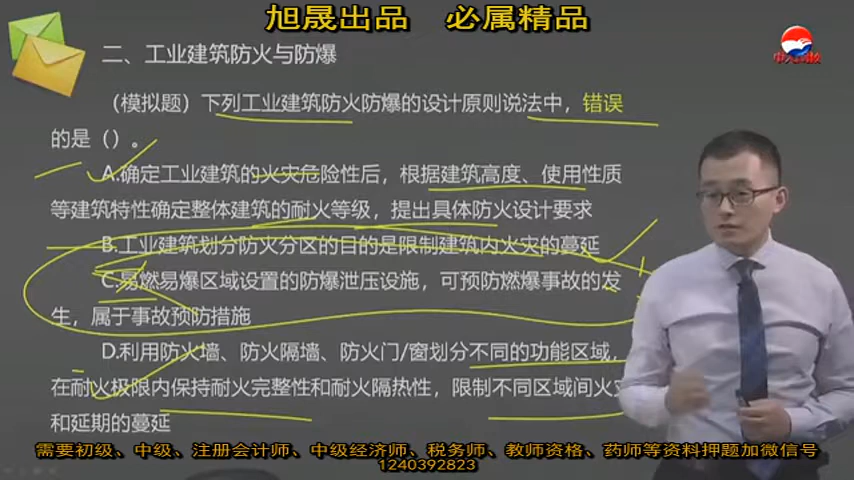 旭晟出品 必属精品
二、工业建筑防火与防爆
（模拟题）下列工业建筑防火防爆的设计原则说法中，错误
的是（）。
A.确定工业建筑的火灾危险性后，根据建筑高度、使用性质
等建筑特性确定整体建筑的耐火等级，提出具体防火设计要求
B.工业建筑划分防火分区的目的是限制建筑内火灾的蔓延
C.易燃易爆区域设置的防爆泄压设施，可预防燃爆事故的发
生，属于事故预防措施
D.利用防火墙、防火隔墙、防火门/窗划分不同的功能区域，
在耐火极限内保持耐火完整性和耐火隔热性，限制不同区域间火灾
和延期的蔓延
需要初级、中级、注册会计师、中级经济师、税务师、教师资格、药师等资料押题加微信号
1240392823